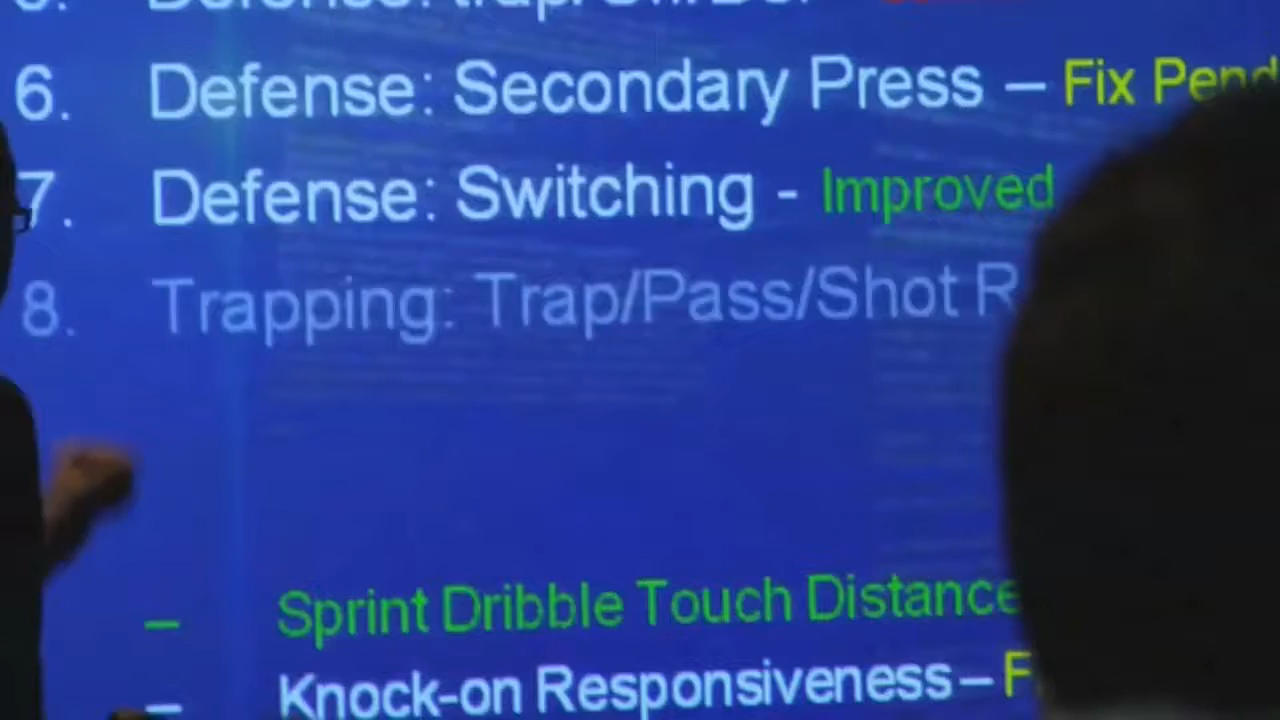 Defense:
6. Defense: Secondary Press – Fix Pend
7. Defense: Switching - Improved
8. Trapping: Trap/Pass/Shot R
– Sprint Dribble Touch Distance
– Knock-on Responsiveness – F